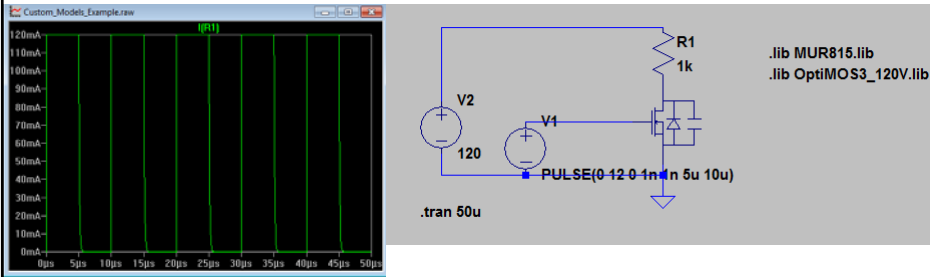 Custom_Models_Example.raw
I(R1)
120mA
110mA
100mA
90mA
80mA
70mA
60mA
50mA
40mA
30mA
20mA
10mA
0mA
0µs 5µs 10µs 15µs 20µs 25µs 30µs 35µs 40µs 45µs 50µs
R1
1k
V2
120
V1
PULSE(0 12 0 1n 1n 5u 10u)
.tran 50u
.lib MUR815.lib
.lib OptiMOS3_120V.lib